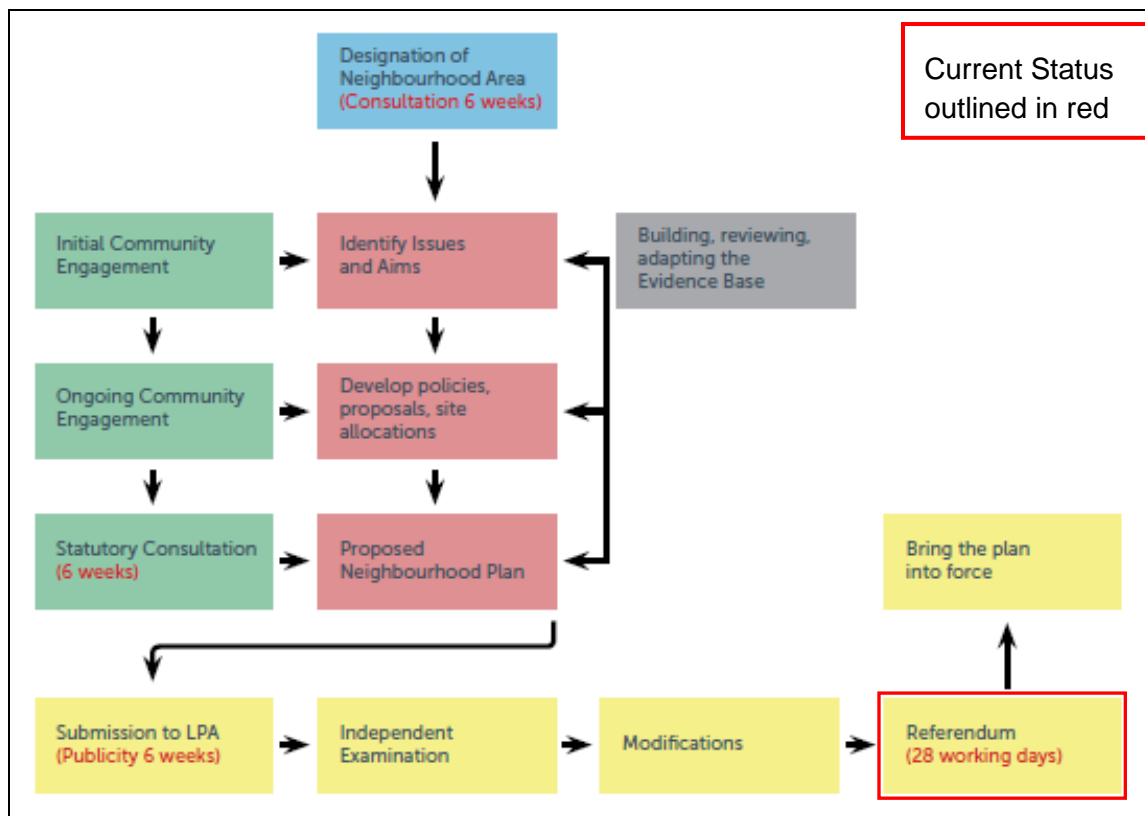 Designation of
Neighbourhood Area
(Consultation 6 weeks)
Current Status
outlined in red
Initial Community
Engagement
Identify Issues
and Aims
Building, reviewing,
adapting the
Evidence Base
Ongoing Community
Engagement
Develop policies,
proposals, site
allocations
Statutory Consultation
(6 weeks)
Proposed
Neighbourhood Plan
Bring the plan
into force
Submission to LPA
(Publicity 6 weeks)
Independent
Examination
Modifications
Referendum
(28 working days)